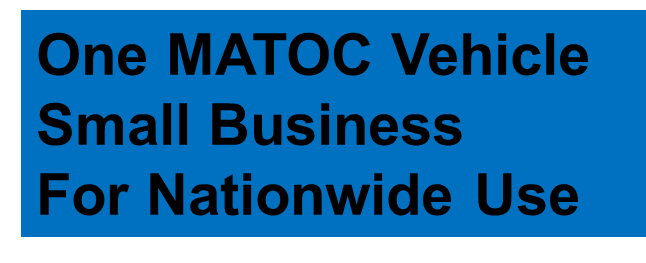 One MATOC Vehicle
Small Business
For Nationwide Use